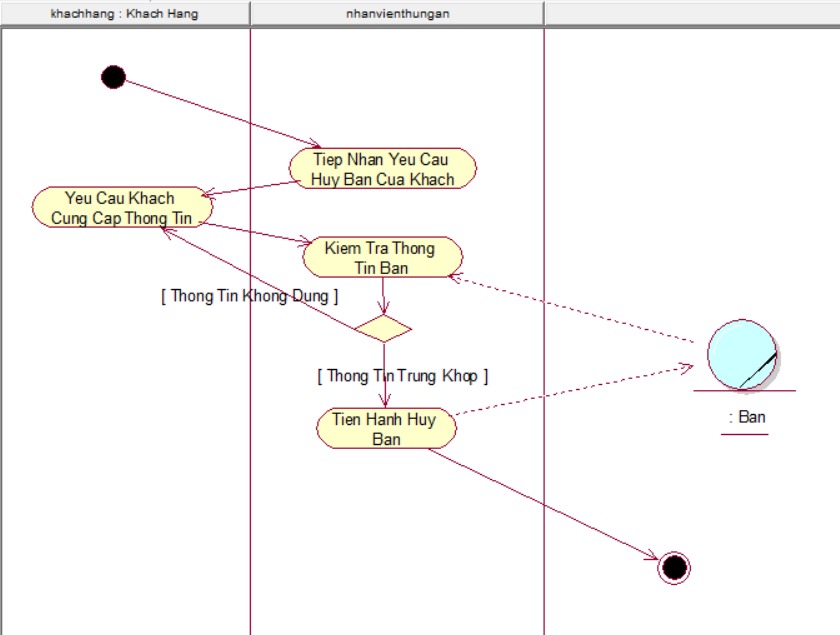 khachhang : Khach Hang
nhanvienthungan
Tiep Nhan Yeu Cau
Huy Ban Cua Khach
Yeu Cau Khach
Cung Cap Thong Tin
Kiem Tra Thong
Tin Ban
[ Thong Tin Khong Dung ]
[ Thong Tin Trung Khop ]
Tien Hanh Huy
Ban
: Ban